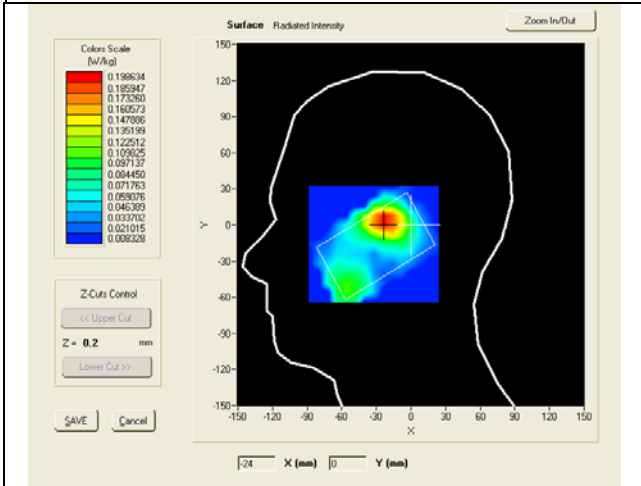 Surface Radiated Intensity
Zoom In/Out
Colors Scale
(W/kg)
0.198634
0.185947
0.173260
0.160573
0.147886
0.135199
0.122512
0.109825
0.097137
0.084450
0.071763
0.059076
0.046389
0.033702
0.021015
0.008328
Z-Cuts Control
<< Upper Cut
Z = 0.2 mm
Lower Cut >>
SAVE Cancel
150
120
90
60
30
0
-30
-60
-90
-120
-150
Y
-150 -120 -90 -60 -30 0 30 60 90 120 150
X
-24 X (mm) 0 Y (mm)